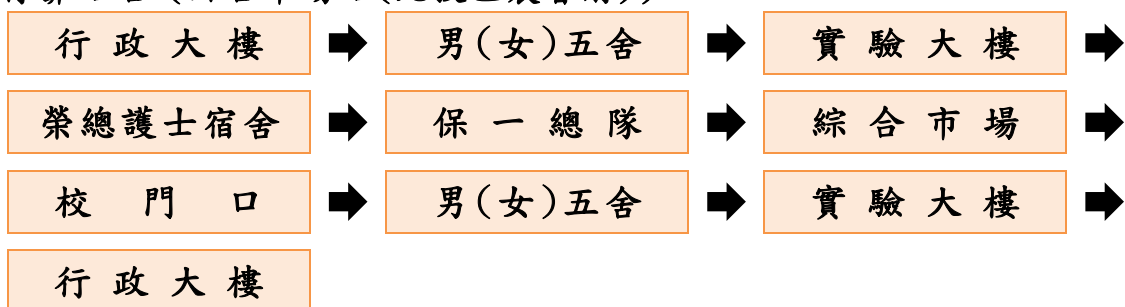 行政大樓 ➡ 男(女)五舍 ➡ 實驗大樓 ➡
榮總護士宿舍 ➡ 保一總隊 ➡ 綜合市場 ➡
校門口 ➡ 男(女)五舍 ➡ 實驗大樓 ➡
行政大樓